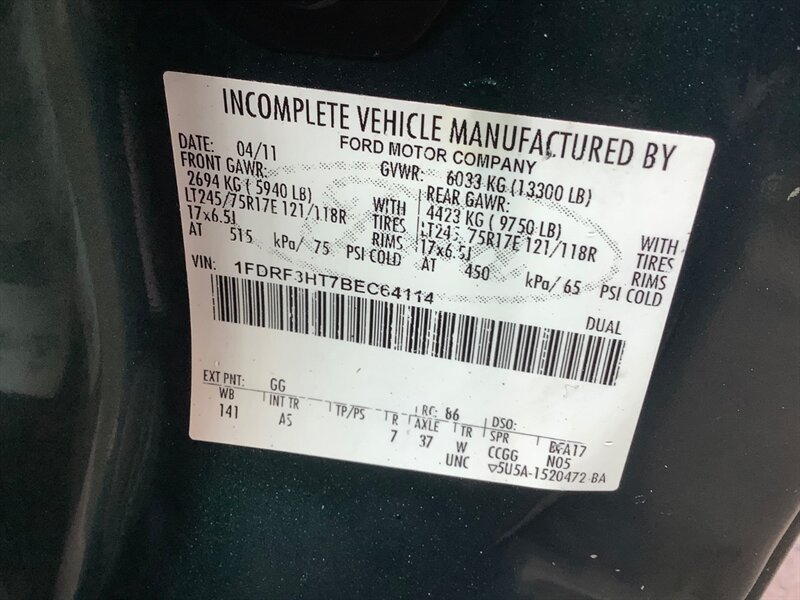 INCOMPLETE VEHICLE MANUFACTURED BY
FORD MOTOR COMPANY
DATE: 04/11
GVWR: 6033 KG (13300 LB)
FRONT GAWR:
2694 KG ( 5940 LB)
LT245/75R17E 121/118R
17x6.5J
AT 515 kPa/ 75 PSI COLD
WITH
TIRES
RIMS
REAR GAWR:
4423 KG ( 9750 LB)
LT245/75R17E 121/118R
17x6.5J
AT 450 kPa/ 65 PSI COLD
WITH
TIRES
RIMS
VIN: 1FDRF3HT7BEC64114
DUAL
EXT PNT: GG RC: 86 DSO:
WB INT TR TP/PS R AXLE TR SPR
141 AS 7 37 W CCGG
UNC
N05
▽5U5A-1520472 BA